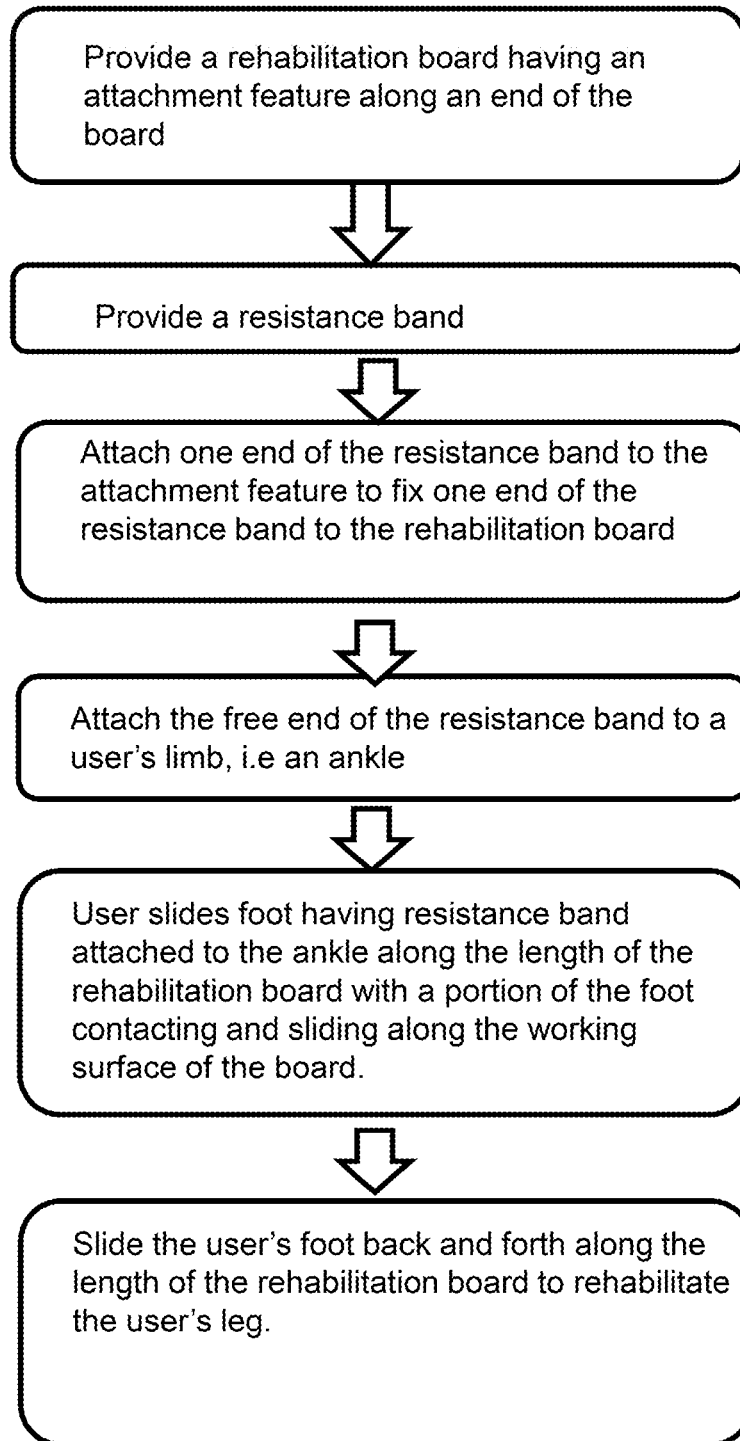 Provide a rehabilitation board having an
attachment feature along an end of the
board
Provide a resistance band
Attach one end of the resistance band to the
attachment feature to fix one end of the
resistance band to the rehabilitation board
Attach the free end of the resistance band to a
user's limb, i.e an ankle
User slides foot having resistance band
attached to the ankle along the length of the
rehabilitation board with a portion of the foot
contacting and sliding along the working
surface of the board.
Slide the user's foot back and forth along the
length of the rehabilitation board to rehabilitate
the user's leg.